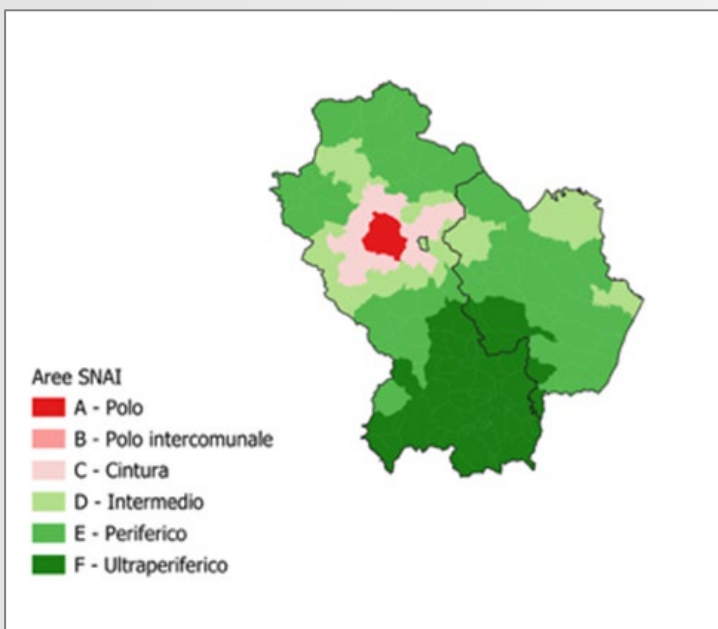 Aree SNAI
A - Polo
B - Polo intercomunale
C - Cintura
D - Intermedio
E - Periferico
F - Ultraperiferico